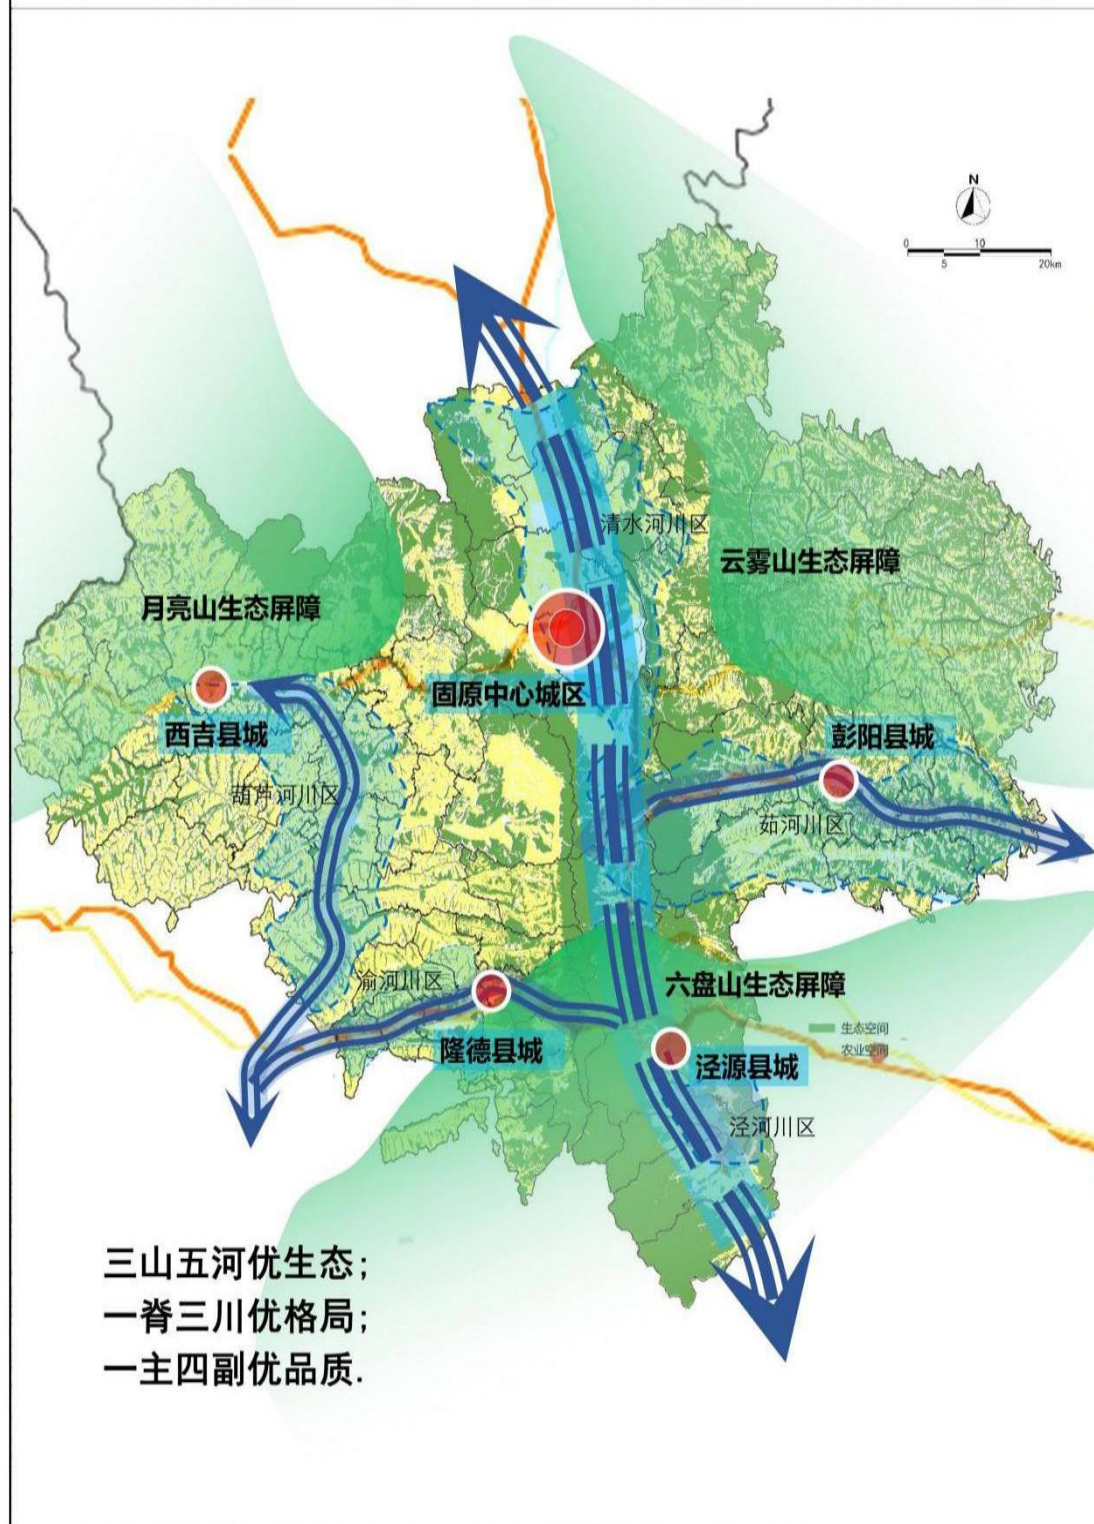 N
0 10
5 20km
清水河川区
云雾山生态屏障
月亮山生态屏障
固原中心城区
西吉县城
彭阳县城
葫芦河川区
茹河川区
渝河川区
六盘山生态屏障
生态空间
农业空间
隆德县城
泾源县城
泾河川区
三山五河优生态;
一脊三川优格局;
一主四副优品质.